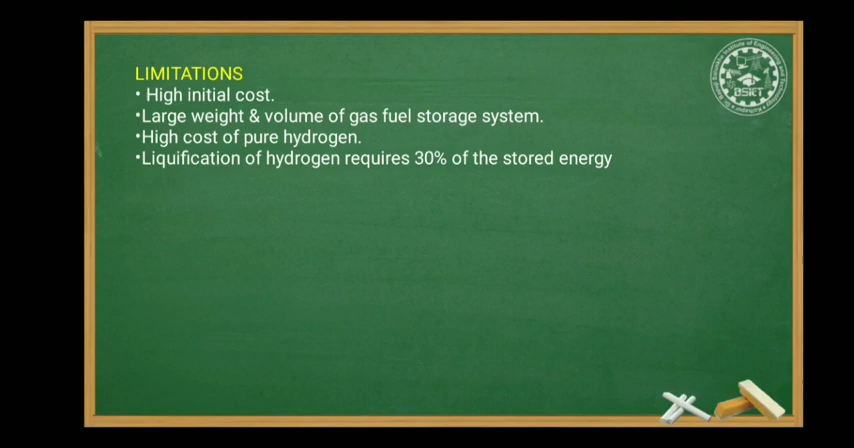 LIMITATIONS
• High initial cost.
•Large weight & volume of gas fuel storage system.
•High cost of pure hydrogen.
•Liquification of hydrogen requires 30% of the stored energy
BSIET